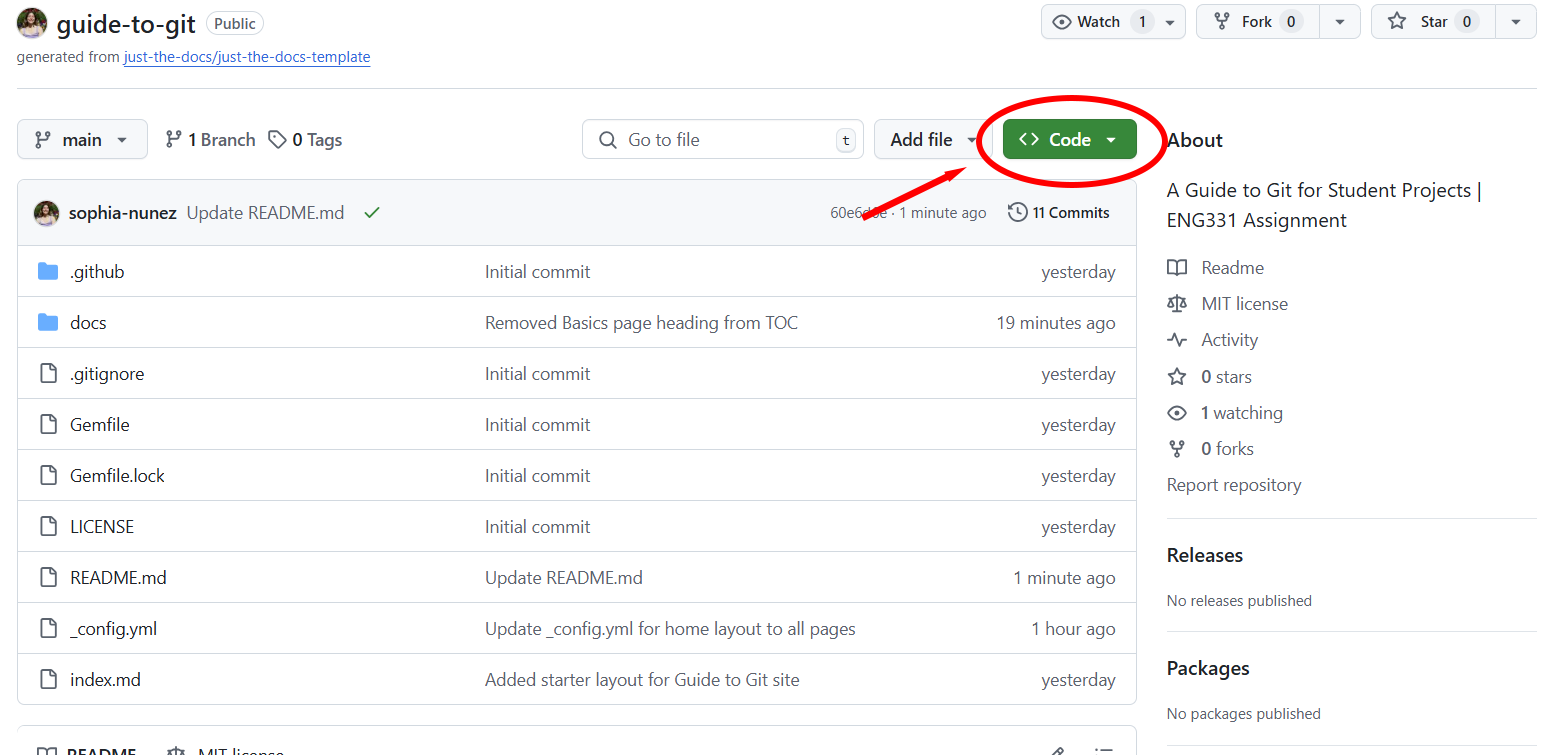 guide-to-git Public Watch 1 Fork 0 Star 0
generated from just-the-docs/just-the-docs-template
main 1 Branch 0 Tags Go to file t Add file <> Code
sophia-nunez Update README.md · 1 minute ago 11 Commits
.github Initial commit yesterday
docs Removed Basics page heading from TOC 19 minutes ago
.gitignore Initial commit yesterday
Gemfile Initial commit yesterday
Gemfile.lock Initial commit yesterday
LICENSE Initial commit yesterday
README.md Update README.md 1 minute ago
_config.yml Update _config.yml for home layout to all pages 1 hour ago
index.md Added starter layout for Guide to Git site yesterday
README MIT license
About
A Guide to Git for Student Projects |
ENG331 Assignment
Readme
MIT license
Activity
0 stars
1 watching
0 forks
Report repository
Releases
No releases published
Packages
No packages published